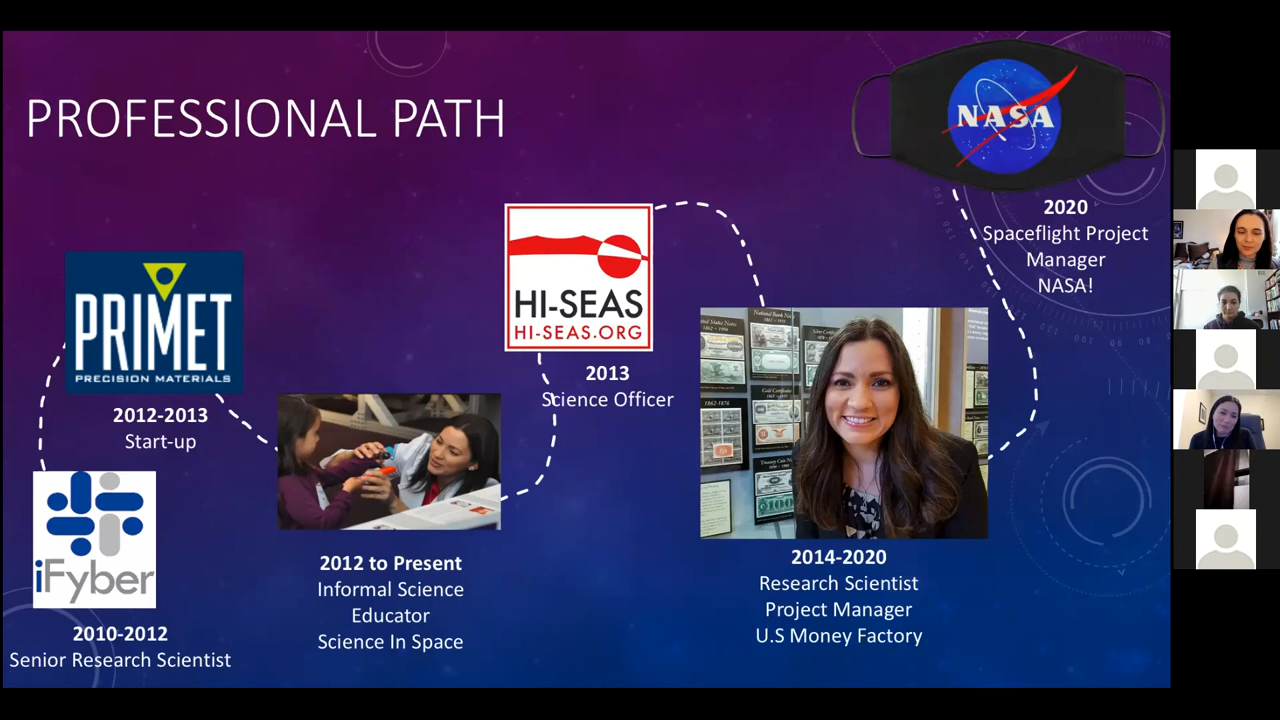 PROFESSIONAL PATH
NASA
2020
Spaceflight Project
Manager
NASA!
PRIMET
PRECISION MATERIALS
2012-2013
Start-up
iFyber
2010-2012
Senior Research Scientist
2012 to Present
Informal Science
Educator
Science In Space
HI-SEAS
HI-SEAS.ORG
2013
Science Officer
2014-2020
Research Scientist
Project Manager
U.S Money Factory